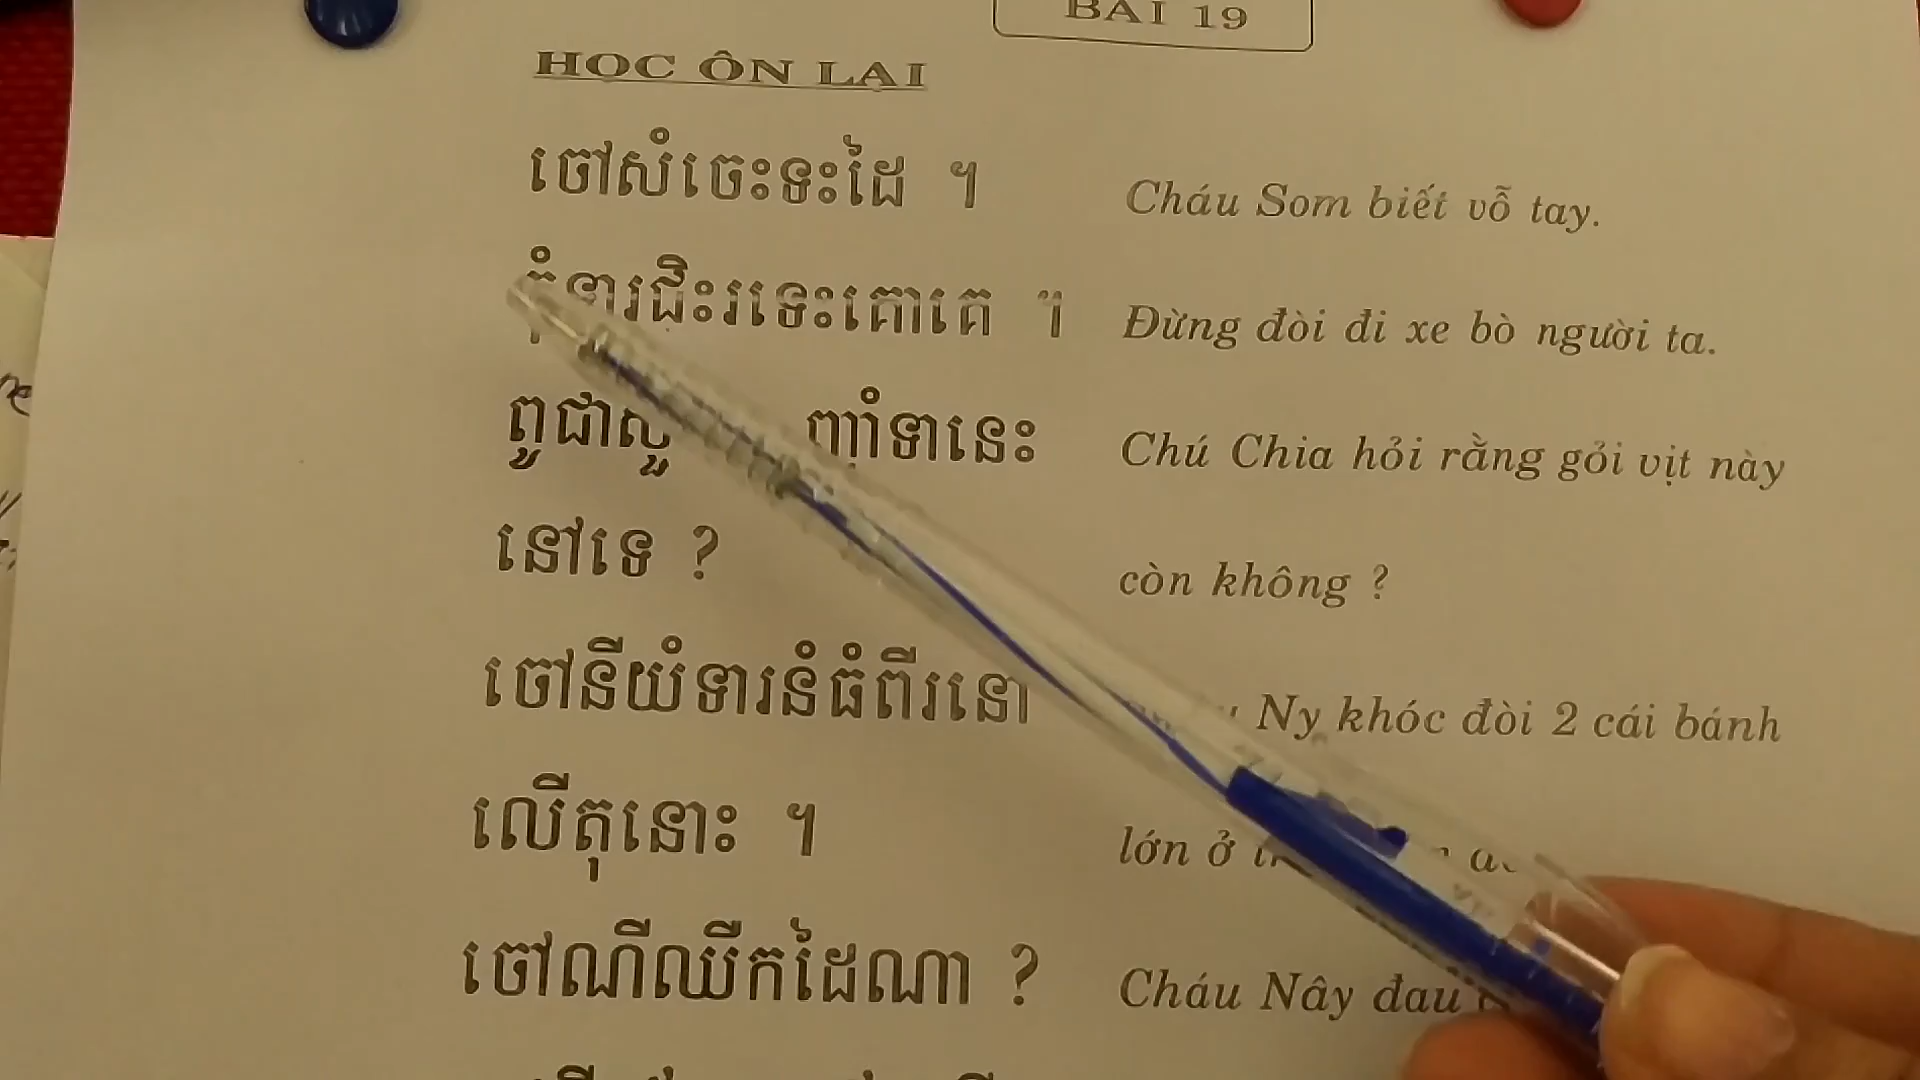 BÀI 19
HỌC ÔN LẠI
ចៅសំចេះទះដៃ ។ Cháu Som biết vỗ tay.
កុំទារជិះរទេះគោគេ ។ Đừng đòi đi xe bò người ta.
ពូជាសួ ញាំទានេះ Chú Chia hỏi rằng gỏi vịt này
នៅទេ ? còn không ?
ចៅនីយំទារនំធំពីរនៅ Ny khóc đòi 2 cái bánh
លើតុនោះ ។ lớn ở
ចៅណីឈឺកដៃណា ? Cháu Nây đau